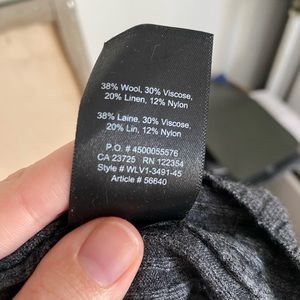 38% Wool, 30% Viscose,
20% Linen, 12% Nylon
38% Laine, 30% Viscose,
20% Lin, 12% Nylon
P.O. # 4500055576
CA 23725 RN 122354
Style # WLV1-3491-45
Article # 56640